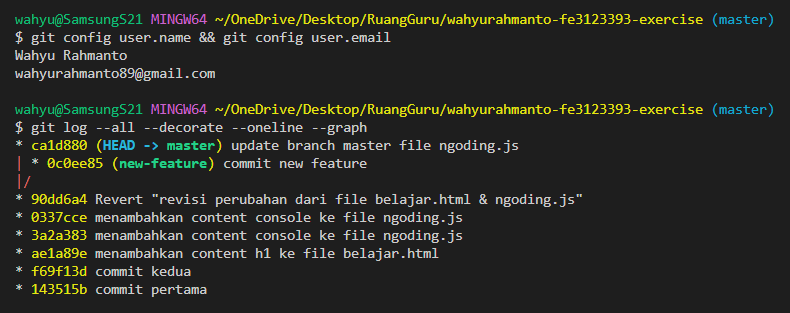 wahyu@SamsungS21 MINGW64 ~/OneDrive/Desktop/RuangGuru/wahyurahmanto-fe3123393-exercise (master)
$ git config user.name && git config user.email
Wahyu Rahmanto
wahyurahmanto89@gmail.com
wahyu@SamsungS21 MINGW64 ~/OneDrive/Desktop/RuangGuru/wahyurahmanto-fe3123393-exercise (master)
$ git log --all --decorate --oneline --graph
* ca1d880 (HEAD -> master) update branch master file ngoding.js
| * 0c0ee85 (new-feature) commit new feature
|/
* 90dd6a4 Revert "revisi perubahan dari file belajar.html & ngoding.js"
* 0337cce menambahkan content console ke file ngoding.js
* 3a2a383 menambahkan content console ke file ngoding.js
* ae1a89e menambahkan content h1 ke file belajar.html
* f69f13d commit kedua
* 143515b commit pertama